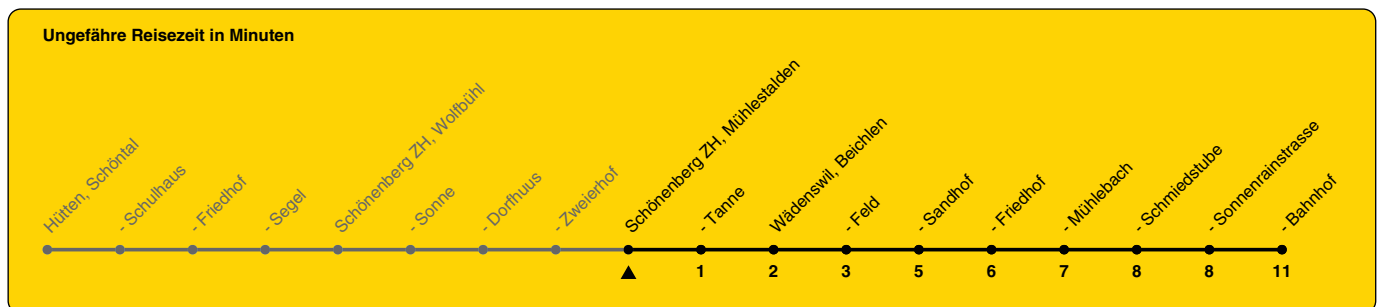 Ungefähre Reisezeit in Minuten
Hütten, Schöntal
- Schulhaus
- Friedhof
- Segel
Schönenberg ZH, Wolfbühl
- Sonne
- Dorfhuus
- Zweierhof
Schönenberg ZH, Mühlestalden
- Tanne
Wädenswil, Beichlen
- Feld
- Sandhof
- Friedhof
- Mühlebach
- Schmiedstube
- Sonnenrainstrasse
- Bahnhof
1 2 3 5 6 7 8 8 11